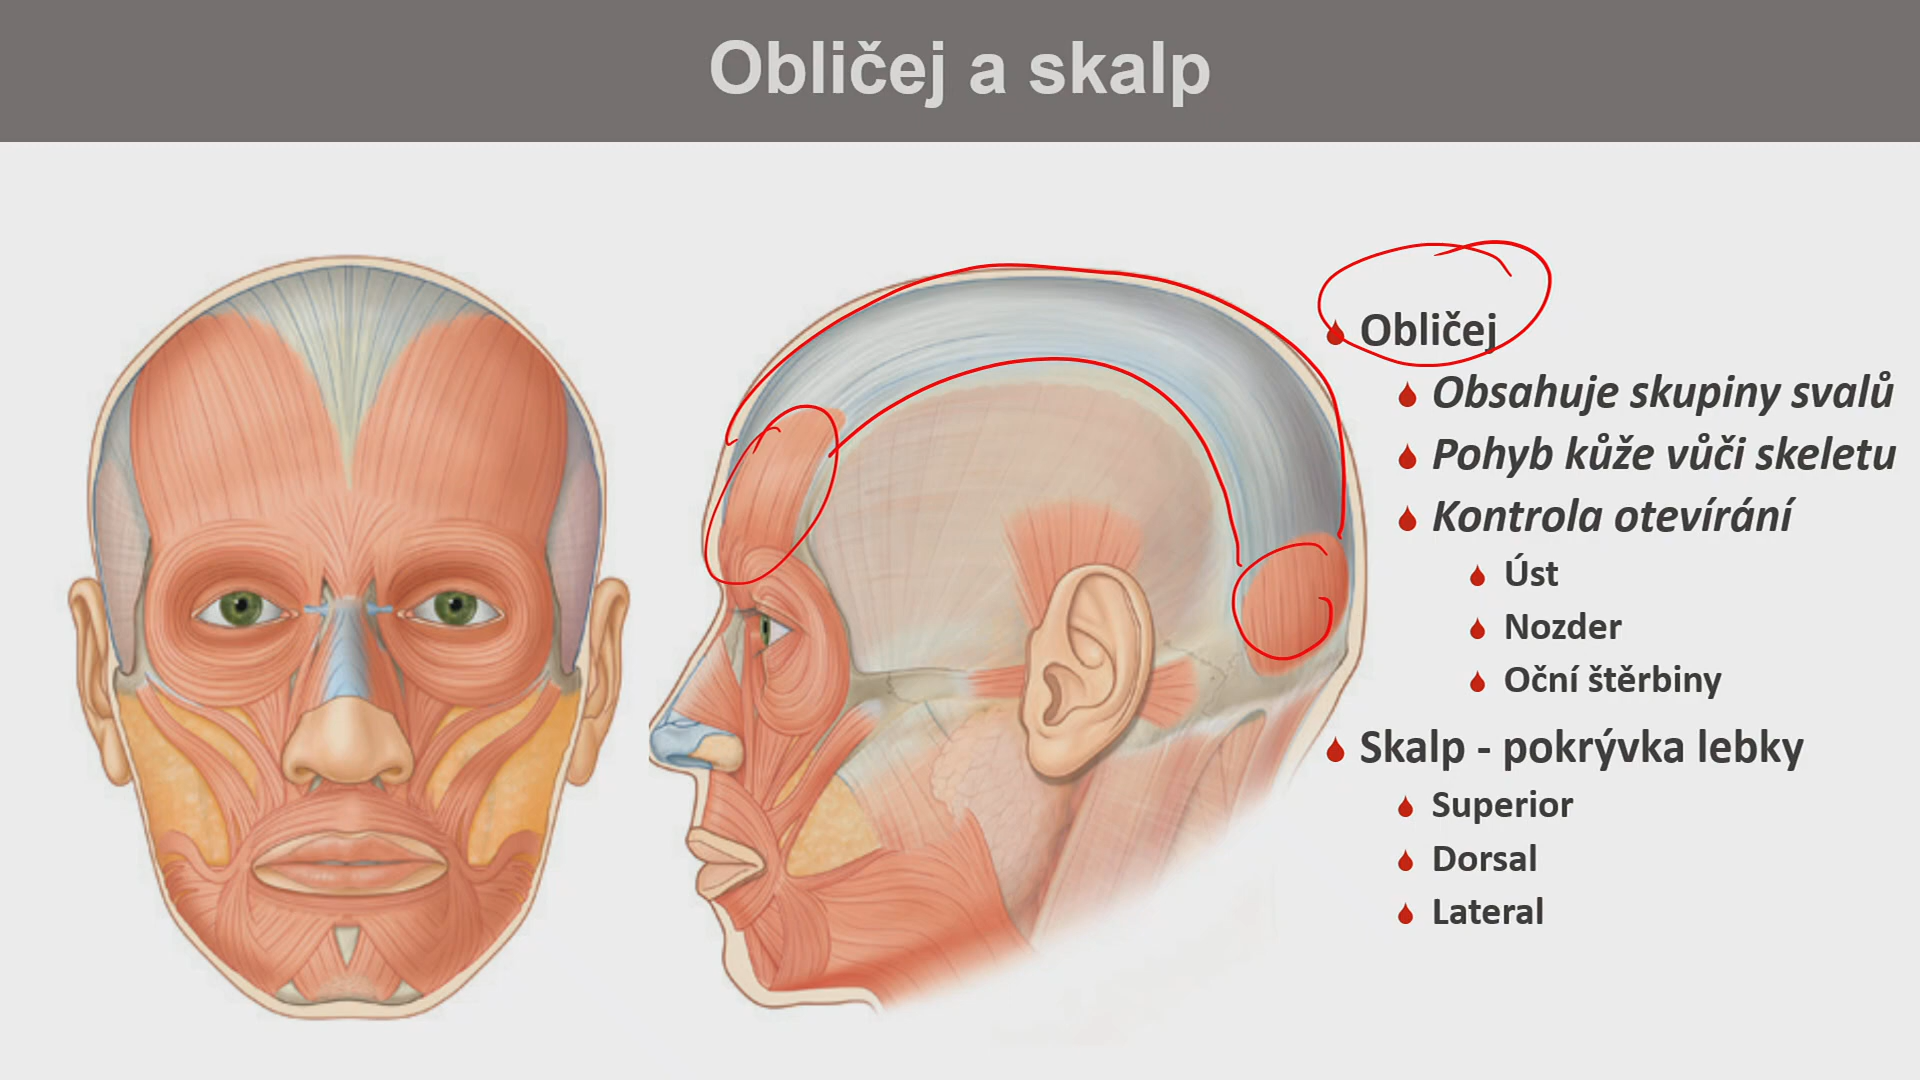 Obličej a skalp
Obličej
Obsahuje skupiny svalů
Pohyb kůže vůči skeletu
Kontrola otevírání
Úst
Nozder
Oční štěrbiny
Skalp - pokrývka lebky
Superior
Dorsal
Lateral